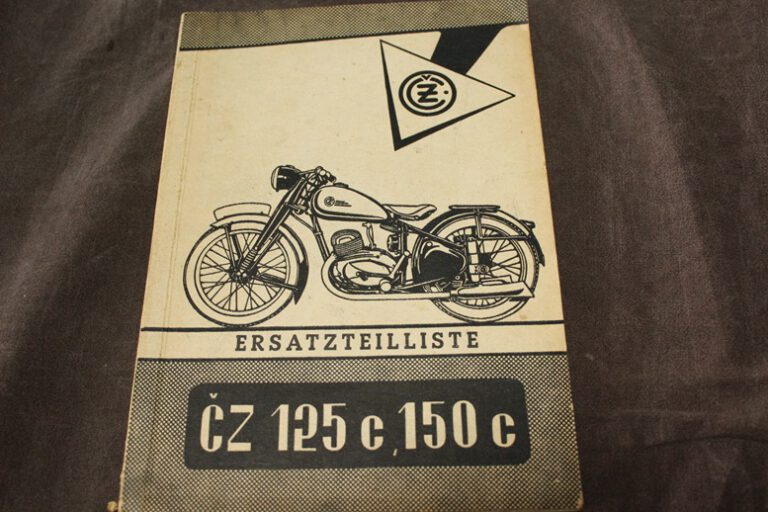 ČZ
ERSATZTEILLISTE
ČZ 125 c, 150 c